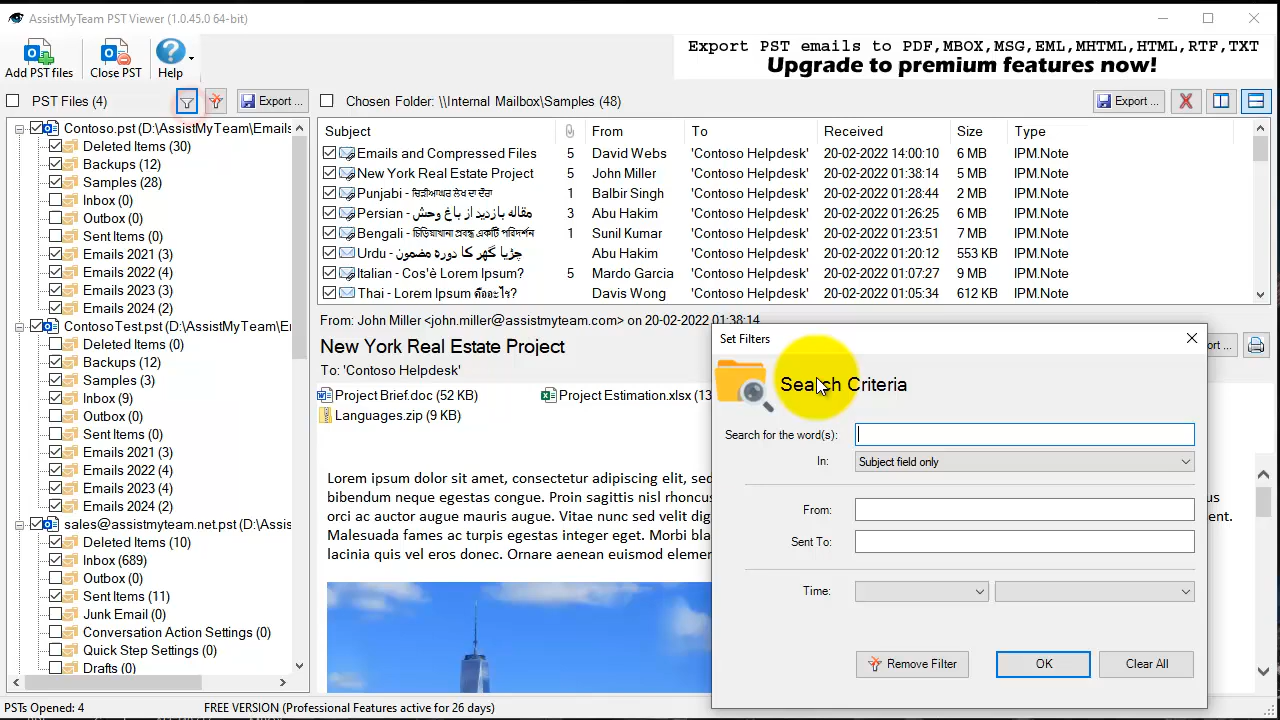 AssistMyTeam PST Viewer (1.0.45.0 64-bit)
Add PST files
Close PST
Help
Export PST emails to PDF,MBOX,MSG,EML,MHTML,HTML,RTF,TXT
Upgrade to premium features now!
PST Files (4)
Export ...
Chosen Folder: \\Internal Mailbox\Samples (48)
Export ...
Contoso.pst (D:\AssistMyTeam\Emails
Deleted Items (30)
Backups (12)
Samples (28)
Inbox (0)
Outbox (0)
Sent Items (0)
Emails 2021 (3)
Emails 2022 (4)
Emails 2023 (3)
Emails 2024 (2)
ContosoTest.pst (D:\AssistMyTeam\E
Deleted Items (0)
Backups (12)
Samples (3)
Inbox (9)
Outbox (0)
Sent Items (0)
Emails 2021 (3)
Emails 2022 (4)
Emails 2023 (4)
Emails 2024 (2)
sales@assistmyteam.net.pst (D:\Assis
Deleted Items (10)
Inbox (689)
Outbox (0)
Sent Items (11)
Junk Email (0)
Conversation Action Settings (0)
Quick Step Settings (0)
Drafts (0)
Subject From To Received Size Type
Emails and Compressed Files 5 David Webs 'Contoso Helpdesk' 20-02-2022 14:00:10 6 MB IPM.Note
New York Real Estate Project 5 John Miller 'Contoso Helpdesk' 20-02-2022 01:38:14 5 MB IPM.Note
Punjabi - ਚਿੜੀਆਘਰ ਲੇਖ ਦਾ ਦੌਰਾ 1 Balbir Singh 'Contoso Helpdesk' 20-02-2022 01:28:44 2 MB IPM.Note
Persian - مقاله بازدید از باغ وحش 3 Abu Hakim 'Contoso Helpdesk' 20-02-2022 01:26:25 6 MB IPM.Note
Bengali - চিড়িয়াখানা প্রবন্ধ একটি পরিদর্শন 1 Sunil Kumar 'Contoso Helpdesk' 20-02-2022 01:23:51 7 MB IPM.Note
Urdu - چڑیا گھر کا دورہ مضمون Abu Hakim 'Contoso Helpdesk' 20-02-2022 01:20:12 553 KB IPM.Note
Italian - Cos'è Lorem Ipsum? 5 Mardo Garcia 'Contoso Helpdesk' 20-02-2022 01:07:27 9 MB IPM.Note
Thai - Lorem Ipsum คืออะไร? Davis Wong 'Contoso Helpdesk' 20-02-2022 01:05:34 612 KB IPM.Note
From: John Miller <john.miller@assistmyteam.com> on 20-02-2022 01:38:14
New York Real Estate Project
To: 'Contoso Helpdesk'
Project Brief.doc (52 KB)
Project Estimation.xlsx (13
Languages.zip (9 KB)
Lorem ipsum dolor sit amet, consectetur adipiscing elit, sed
bibendum neque egestas congue. Proin sagittis nisl rhoncus
orci ac auctor augue mauris augue. Vitae nunc sed velit dig
Malesuada fames ac turpis egestas integer eget. Morbi bla
lacinia quis vel eros donec. Ornare aenean euismod elemen
Set Filters
Search Criteria
Search for the word(s):
In: Subject field only
From:
Sent To:
Time:
Remove Filter
OK
Clear All
ort ...
PSTs Opened: 4
FREE VERSION (Professional Features active for 26 days)